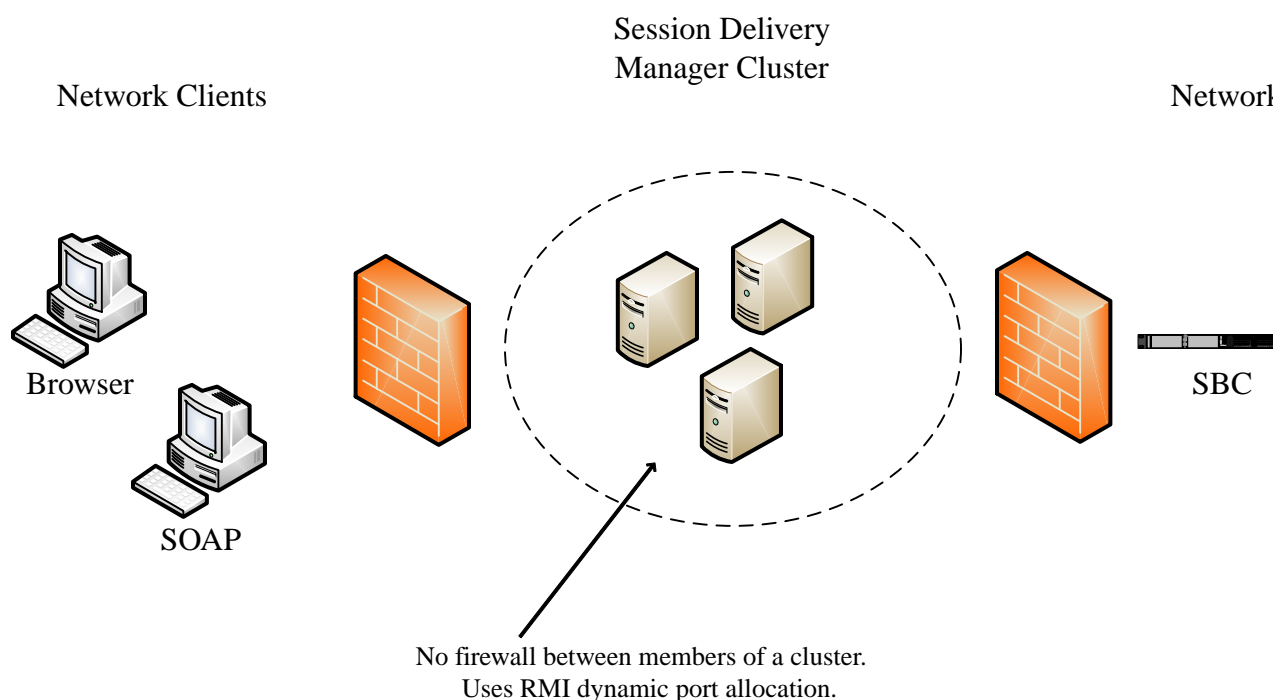 Session Delivery
Manager Cluster
Network Clients
Network
Browser
SBC
SOAP
No firewall between members of a cluster.
Uses RMI dynamic port allocation.